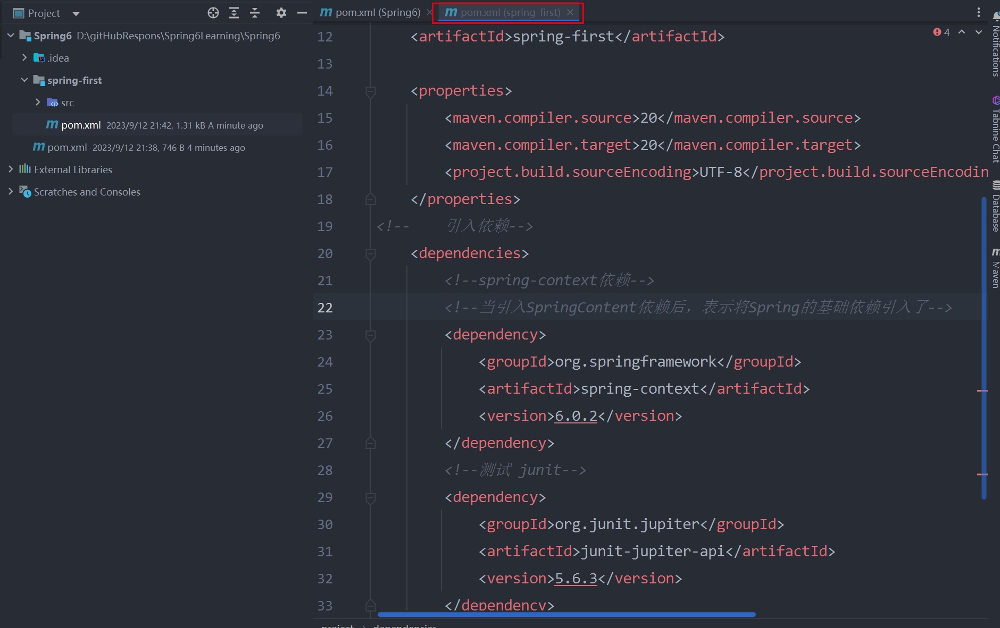 Project
Spring6 D:\gitHubRespons\Spring6Learning\Spring6
.idea
spring-first
src
pom.xml 2023/9/12 21:42, 1.31 kB A minute ago
pom.xml 2023/9/12 21:38, 746 B 4 minutes ago
External Libraries
Scratches and Consoles
pom.xml (Spring6)
pom.xml (spring-first)
4
12 <artifactId>spring-first</artifactId>
13
14 <properties>
15 <maven.compiler.source>20</maven.compiler.source>
16 <maven.compiler.target>20</maven.compiler.target>
17 <project.build.sourceEncoding>UTF-8</project.build.sourceEncodin
18 </properties>
19 <!-- 引入依赖-->
20 <dependencies>
21 <!--spring-context依赖-->
22 <!--当引入SpringContent依赖后，表示将Spring的基础依赖引入了-->
23 <dependency>
24 <groupId>org.springframework</groupId>
25 <artifactId>spring-context</artifactId>
26 <version>6.0.2</version>
27 </dependency>
28 <!--测试 junit-->
29 <dependency>
30 <groupId>org.junit.jupiter</groupId>
31 <artifactId>junit-jupiter-api</artifactId>
32 <version>5.6.3</version>
33 </dependency>
project > dependencies
Notifications
Tabnine Chat
Database
Maven